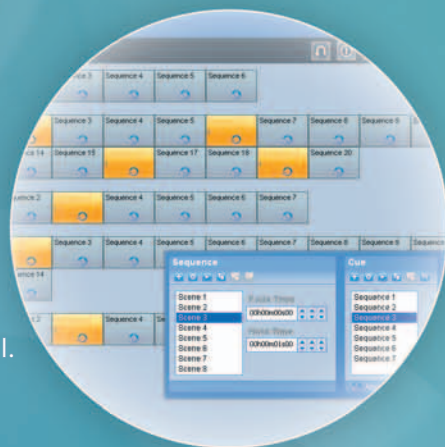 Sequence 3 Sequence 4 Sequence 5 Sequence 6
Sequence 3 Sequence 4 Sequence 5 Sequence 7 Sequence 8 Sequence 9
Sequence 15 Sequence 17 Sequence 19 Sequence 20
Sequence 4 Sequence 5 Sequence 6 Sequence 7
Sequence 3 Sequence 4 Sequence 5 Sequence 6 Sequence 7 Sequence 8 Sequence 9
Sequence Cue
Scene 1
Scene 2
Scene 3
Scene 4
Scene 5
Scene 6
Scene 7
Scene 8
Fade Time
00h00m00s00
Hold Time
00h00m01s00
Sequence 1
Sequence 2
Sequence 3
Sequence 4
Sequence 5
Sequence 6
Sequence 7
Sequence 4
l.